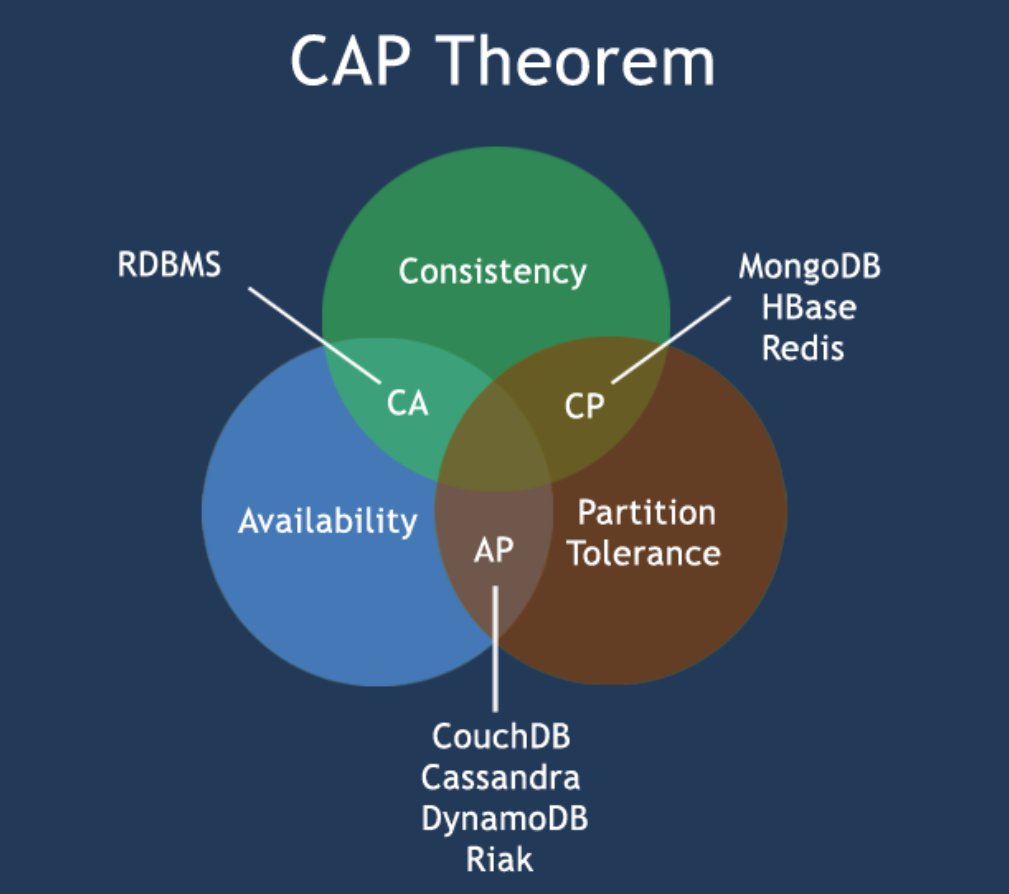 CAP Theorem
RDBMS
Consistency
MongoDB
HBase
Redis
CA
CP
Availability
Partition
Tolerance
AP
CouchDB
Cassandra
DynamoDB
Riak